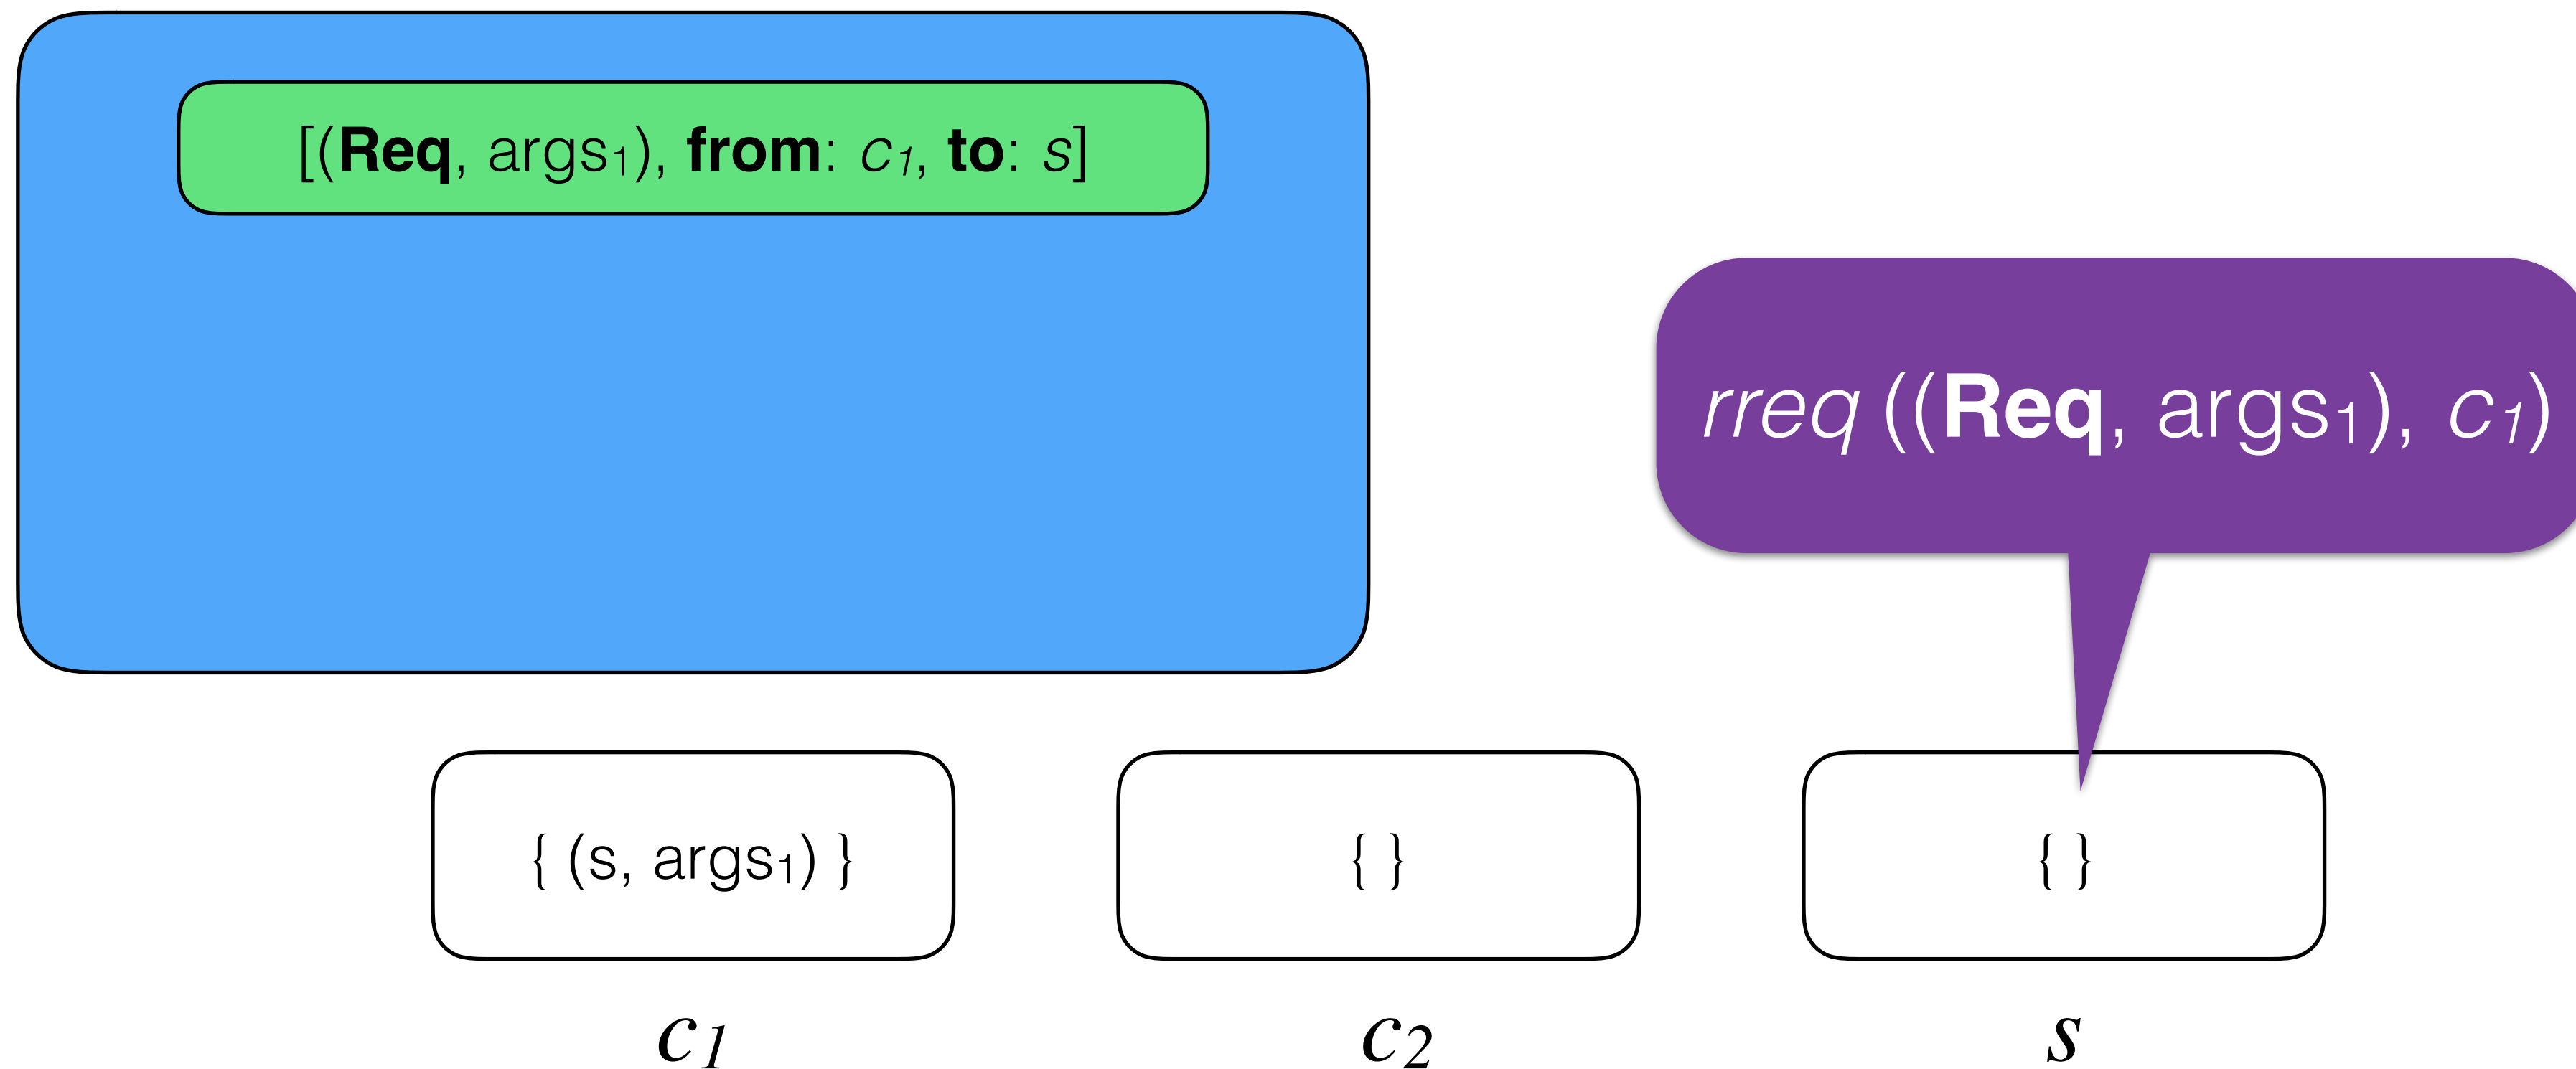 [(Req, args₁), from: c₁, to: s]
rreq ((Req, args₁), c₁)
{ (s, args₁) }
{ }
{ }
c₁
c₂
s